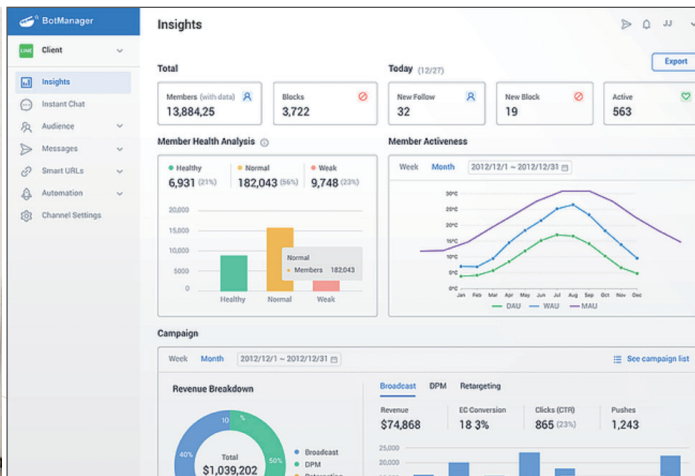 BotManager
LINE Client
Insights
Instant Chat
Audience
Messages
Smart URLs
Automation
Channel Settings
Insights
JJ
Export
Total
Members (with data)
13,884,25
Blocks
3,722
Today (12/27)
New Follow
32
New Block
19
Active
563
Member Health Analysis
Healthy
6,931 (21%)
Normal
182,043 (56%)
Weak
9,748 (23%)
20,000
15,000
10,000
5000
0
Healthy Normal Weak
Normal
Members 182,043
Member Activeness
Week Month 2012/12/1 ~ 2012/12/31
30°C
25°C
20°C
15°C
10°C
5°C
0°C
Jan Feb Mar Apr May Jun Jul Aug Sep Oct Nov Dec
DAU WAU MAU
Campaign
Week Month 2012/12/1 ~ 2012/12/31
See campaign list
Revenue Breakdown
10 %
40%
50%
Total
$1,039,202
Broadcast
DPM
Retargeting
Broadcast DPM Retargeting
Revenue
$74,868
EC Conversion
18 3%
Clicks (CTR)
865 (23%)
Pushes
1,243
25,000
20,000